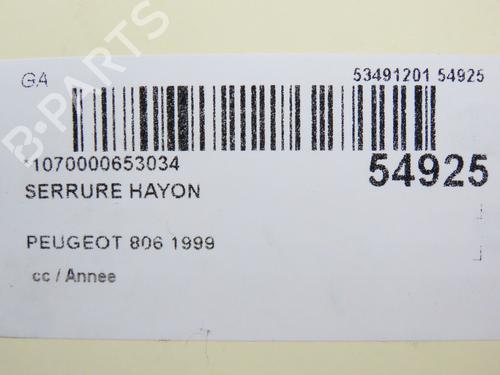 GA 53491201 54925
*1070000653034 54925
SERRURE HAYON
PEUGEOT 806 1999
cc / Annee
B-PARTS